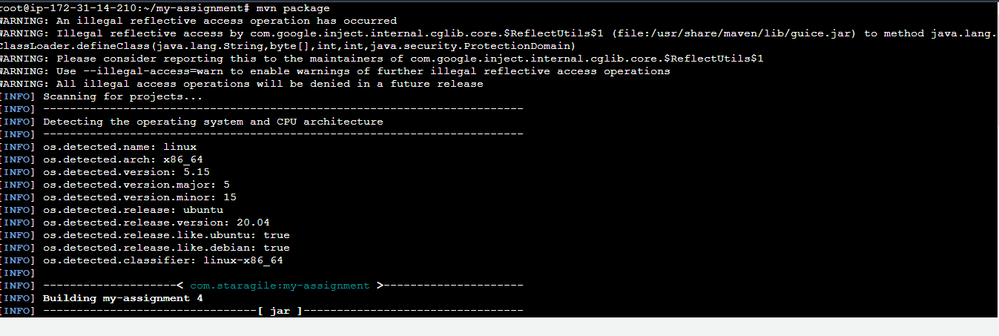 root@ip-172-31-14-210:~/my-assignment# mvn package
WARNING: An illegal reflective access operation has occurred
WARNING: Illegal reflective access by com.google.inject.internal.cglib.core.$ReflectUtils$1 (file:/usr/share/maven/lib/guice.jar) to method java.lang.
ClassLoader.defineClass(java.lang.String,byte[],int,int,java.security.ProtectionDomain)
WARNING: Please consider reporting this to the maintainers of com.google.inject.internal.cglib.core.$ReflectUtils$1
WARNING: Use --illegal-access=warn to enable warnings of further illegal reflective access operations
WARNING: All illegal access operations will be denied in a future release
[INFO] Scanning for projects...
[INFO] ------------------------------------------------------------------------
[INFO] Detecting the operating system and CPU architecture
[INFO] ------------------------------------------------------------------------
[INFO] os.detected.name: linux
[INFO] os.detected.arch: x86_64
[INFO] os.detected.version: 5.15
[INFO] os.detected.version.major: 5
[INFO] os.detected.version.minor: 15
[INFO] os.detected.release: ubuntu
[INFO] os.detected.release.version: 20.04
[INFO] os.detected.release.like.ubuntu: true
[INFO] os.detected.release.like.debian: true
[INFO] os.detected.classifier: linux-x86_64
[INFO]
[INFO] --------------------< com.staragile:my-assignment >---------------------
[INFO] Building my-assignment 4
[INFO] --------------------------------[ jar ]---------------------------------